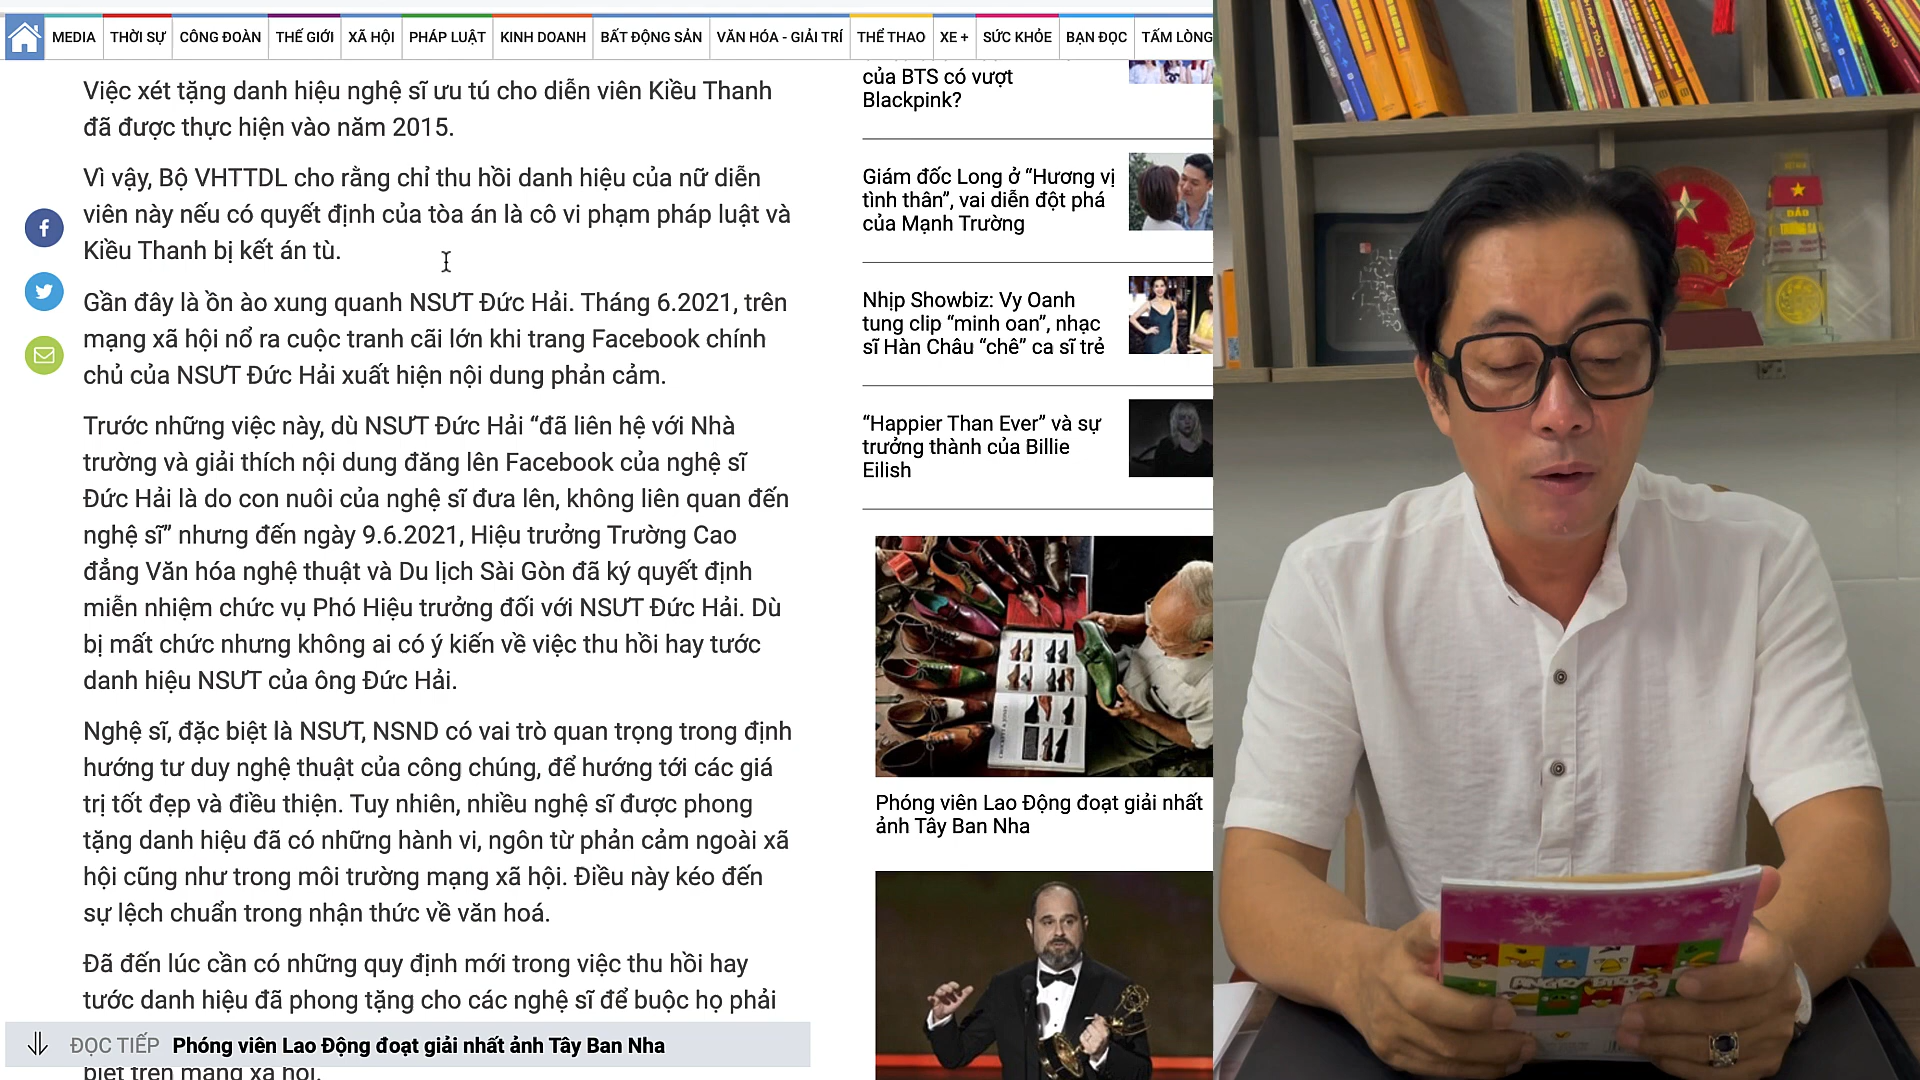 MEDIA THỜI SỰ CÔNG ĐOÀN THẾ GIỚI XÃ HỘI PHÁP LUẬT KINH DOANH BẤT ĐỘNG SẢN VĂN HÓA - GIẢI TRÍ THỂ THAO XE + SỨC KHỎE BẠN ĐỌC TẤM LÒNG
Việc xét tặng danh hiệu nghệ sĩ ưu tú cho diễn viên Kiều Thanh
đã được thực hiện vào năm 2015.
Vì vậy, Bộ VHTTDL cho rằng chỉ thu hồi danh hiệu của nữ diễn
viên này nếu có quyết định của tòa án là cô vi phạm pháp luật và
Kiều Thanh bị kết án tù.
Gần đây là ồn ào xung quanh NSƯT Đức Hải. Tháng 6.2021, trên
mạng xã hội nổ ra cuộc tranh cãi lớn khi trang Facebook chính
chủ của NSƯT Đức Hải xuất hiện nội dung phản cảm.
Trước những việc này, dù NSƯT Đức Hải “đã liên hệ với Nhà
trường và giải thích nội dung đăng lên Facebook của nghệ sĩ
Đức Hải là do con nuôi của nghệ sĩ đưa lên, không liên quan đến
nghệ sĩ” nhưng đến ngày 9.6.2021, Hiệu trưởng Trường Cao
đẳng Văn hóa nghệ thuật và Du lịch Sài Gòn đã ký quyết định
miễn nhiệm chức vụ Phó Hiệu trưởng đối với NSƯT Đức Hải. Dù
bị mất chức nhưng không ai có ý kiến về việc thu hồi hay tước
danh hiệu NSƯT của ông Đức Hải.
Nghệ sĩ, đặc biệt là NSƯT, NSND có vai trò quan trọng trong định
hướng tư duy nghệ thuật của công chúng, để hướng tới các giá
trị tốt đẹp và điều thiện. Tuy nhiên, nhiều nghệ sĩ được phong
tặng danh hiệu đã có những hành vi, ngôn từ phản cảm ngoài xã
hội cũng như trong môi trường mạng xã hội. Điều này kéo đến
sự lệch chuẩn trong nhận thức về văn hoá.
Đã đến lúc cần có những quy định mới trong việc thu hồi hay
tước danh hiệu đã phong tặng cho các nghệ sĩ để buộc họ phải
ĐỌC TIẾP Phóng viên Lao Động đoạt giải nhất ảnh Tây Ban Nha
biệt trên mạng xã hội.
của BTS có vượt
Blackpink?
Giám đốc Long ở “Hương vị
tình thân”, vai diễn đột phá
của Mạnh Trường
Nhịp Showbiz: Vy Oanh
tung clip “minh oan”, nhạc
sĩ Hàn Châu “chê” ca sĩ trẻ
“Happier Than Ever” và sự
trưởng thành của Billie
Eilish
Phóng viên Lao Động đoạt giải nhất
ảnh Tây Ban Nha
ANGRY BIRDS